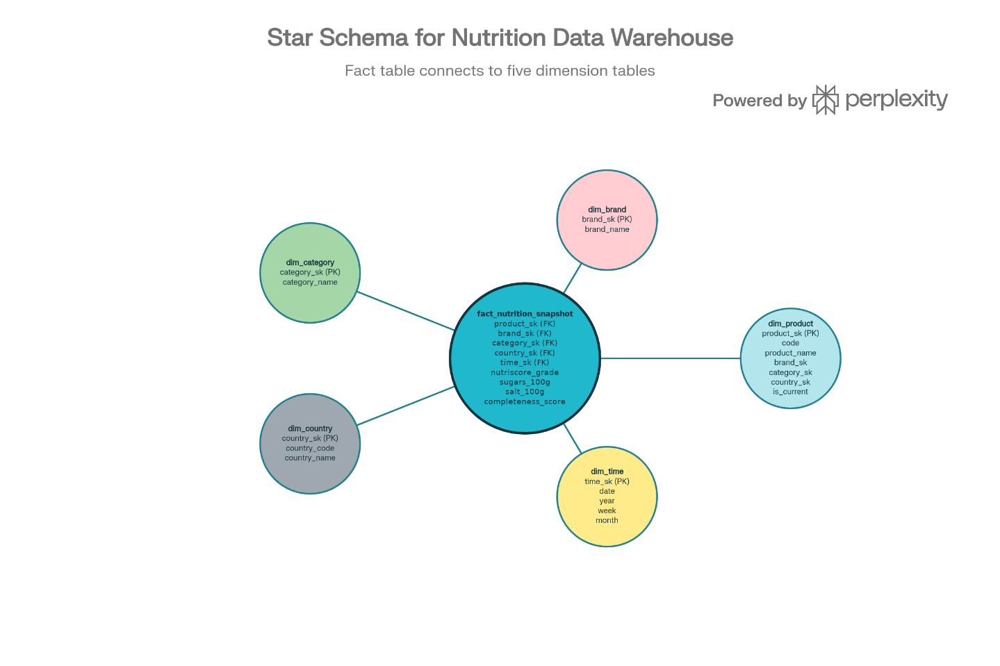 Star Schema for Nutrition Data Warehouse
Fact table connects to five dimension tables
Powered by perplexity
dim_brand
brand_sk (PK)
brand_name
dim_category
category_sk (PK)
category_name
fact_nutrition_snapshot
product_sk (FK)
brand_sk (FK)
category_sk (FK)
country_sk (FK)
time_sk (FK)
nutriscore_grade
sugars_100g
salt_100g
completeness_score
dim_product
product_sk (PK)
code
product_name
brand_sk
category_sk
country_sk
is_current
dim_country
country_sk (PK)
country_code
country_name
dim_time
time_sk (PK)
date
year
week
month